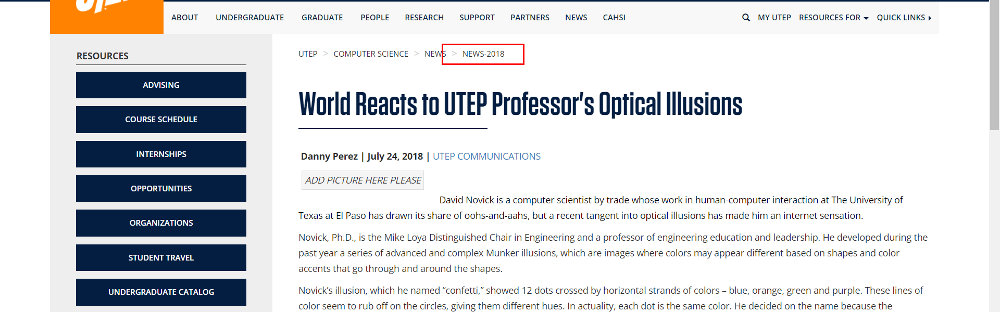 ABOUT UNDERGRADUATE GRADUATE PEOPLE RESEARCH SUPPORT PARTNERS NEWS CAHSI MY UTEP RESOURCES FOR QUICK LINKS
RESOURCES
ADVISING
COURSE SCHEDULE
INTERNSHIPS
OPPORTUNITIES
ORGANIZATIONS
STUDENT TRAVEL
UNDERGRADUATE CATALOG
UTEP > COMPUTER SCIENCE > NEWS > NEWS-2018
World Reacts to UTEP Professor's Optical Illusions
Danny Perez | July 24, 2018 | UTEP COMMUNICATIONS
ADD PICTURE HERE PLEASE
David Novick is a computer scientist by trade whose work in human-computer interaction at The University of
Texas at El Paso has drawn its share of oohs-and-aahs, but a recent tangent into optical illusions has made him an internet sensation.
Novick, Ph.D., is the Mike Loya Distinguished Chair in Engineering and a professor of engineering education and leadership. He developed during the
past year a series of advanced and complex Munker illusions, which are images where colors may appear different based on shapes and color
accents that go through and around the shapes.
Novick’s illusion, which he named “confetti,” showed 12 dots crossed by horizontal strands of colors – blue, orange, green and purple. These lines of
color seem to rub off on the circles, giving them different hues. In actuality, each dot is the same color. He decided on the name because the